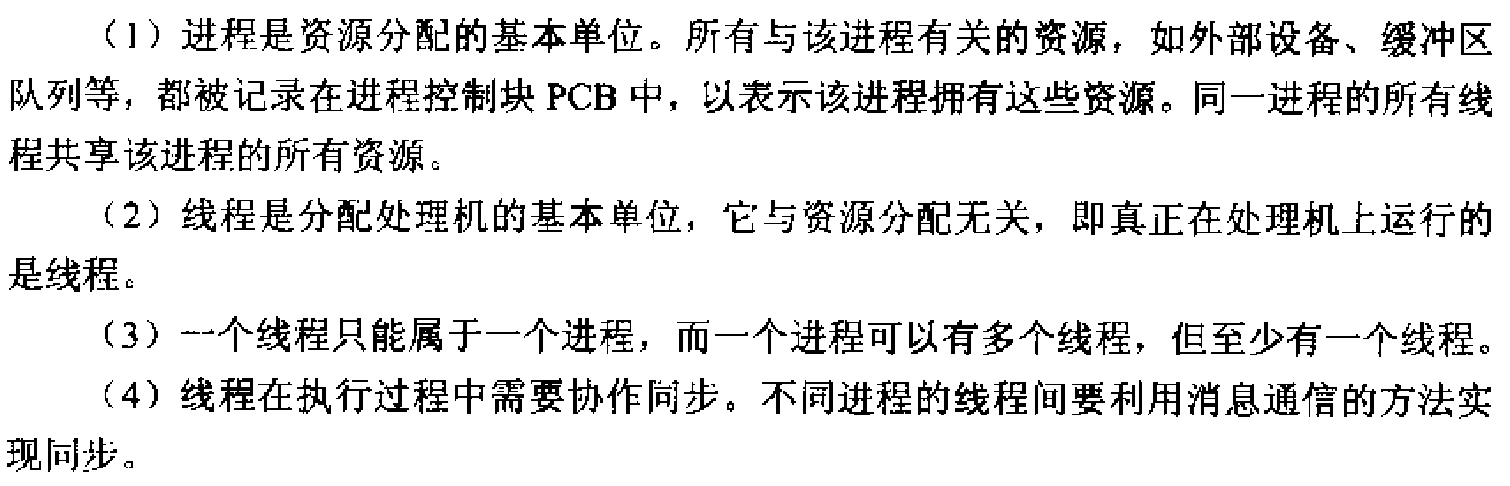 （1）进程是资源分配的基本单位。所有与该进程有关的资源，如外部设备、缓冲区
队列等，都被记录在进程控制块 PCB 中，以表示该进程拥有这些资源。同一进程的所有线
程共享该进程的所有资源。
（2）线程是分配处理机的基本单位，它与资源分配无关，即真正在处理机上运行的
是线程。
（3）一个线程只能属于一个进程，而一个进程可以有多个线程，但至少有一个线程。
（4）线程在执行过程中需要协作同步。不同进程的线程间要利用消息通信的方法实
现同步。